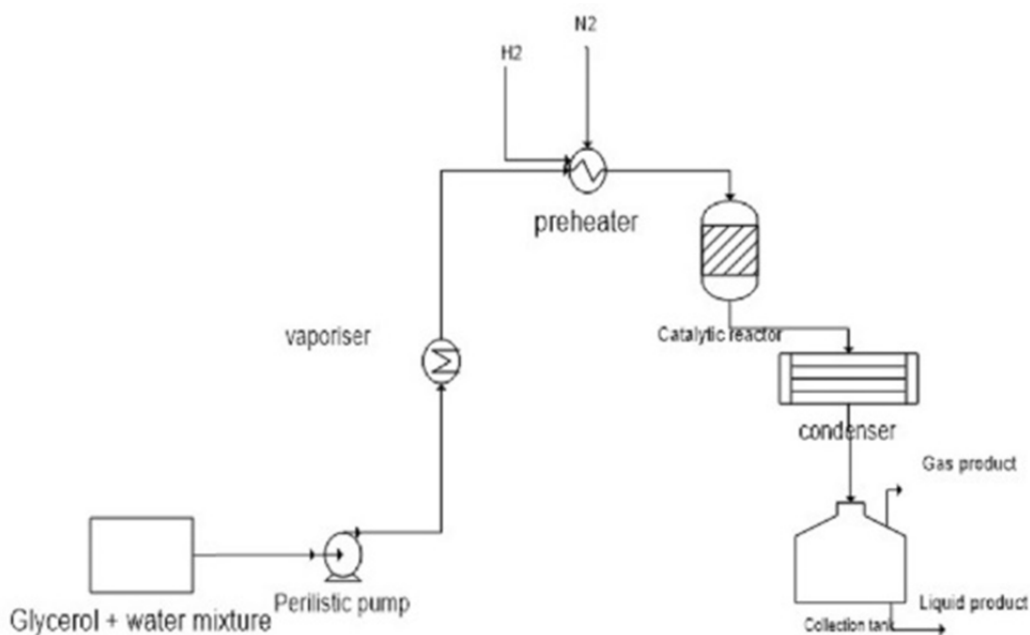 N2
H2
preheater
vaporiser
Catalytic reactor
condenser
Gas product
Glycerol + water mixture
Perilistic pump
Liquid product
Collection tank